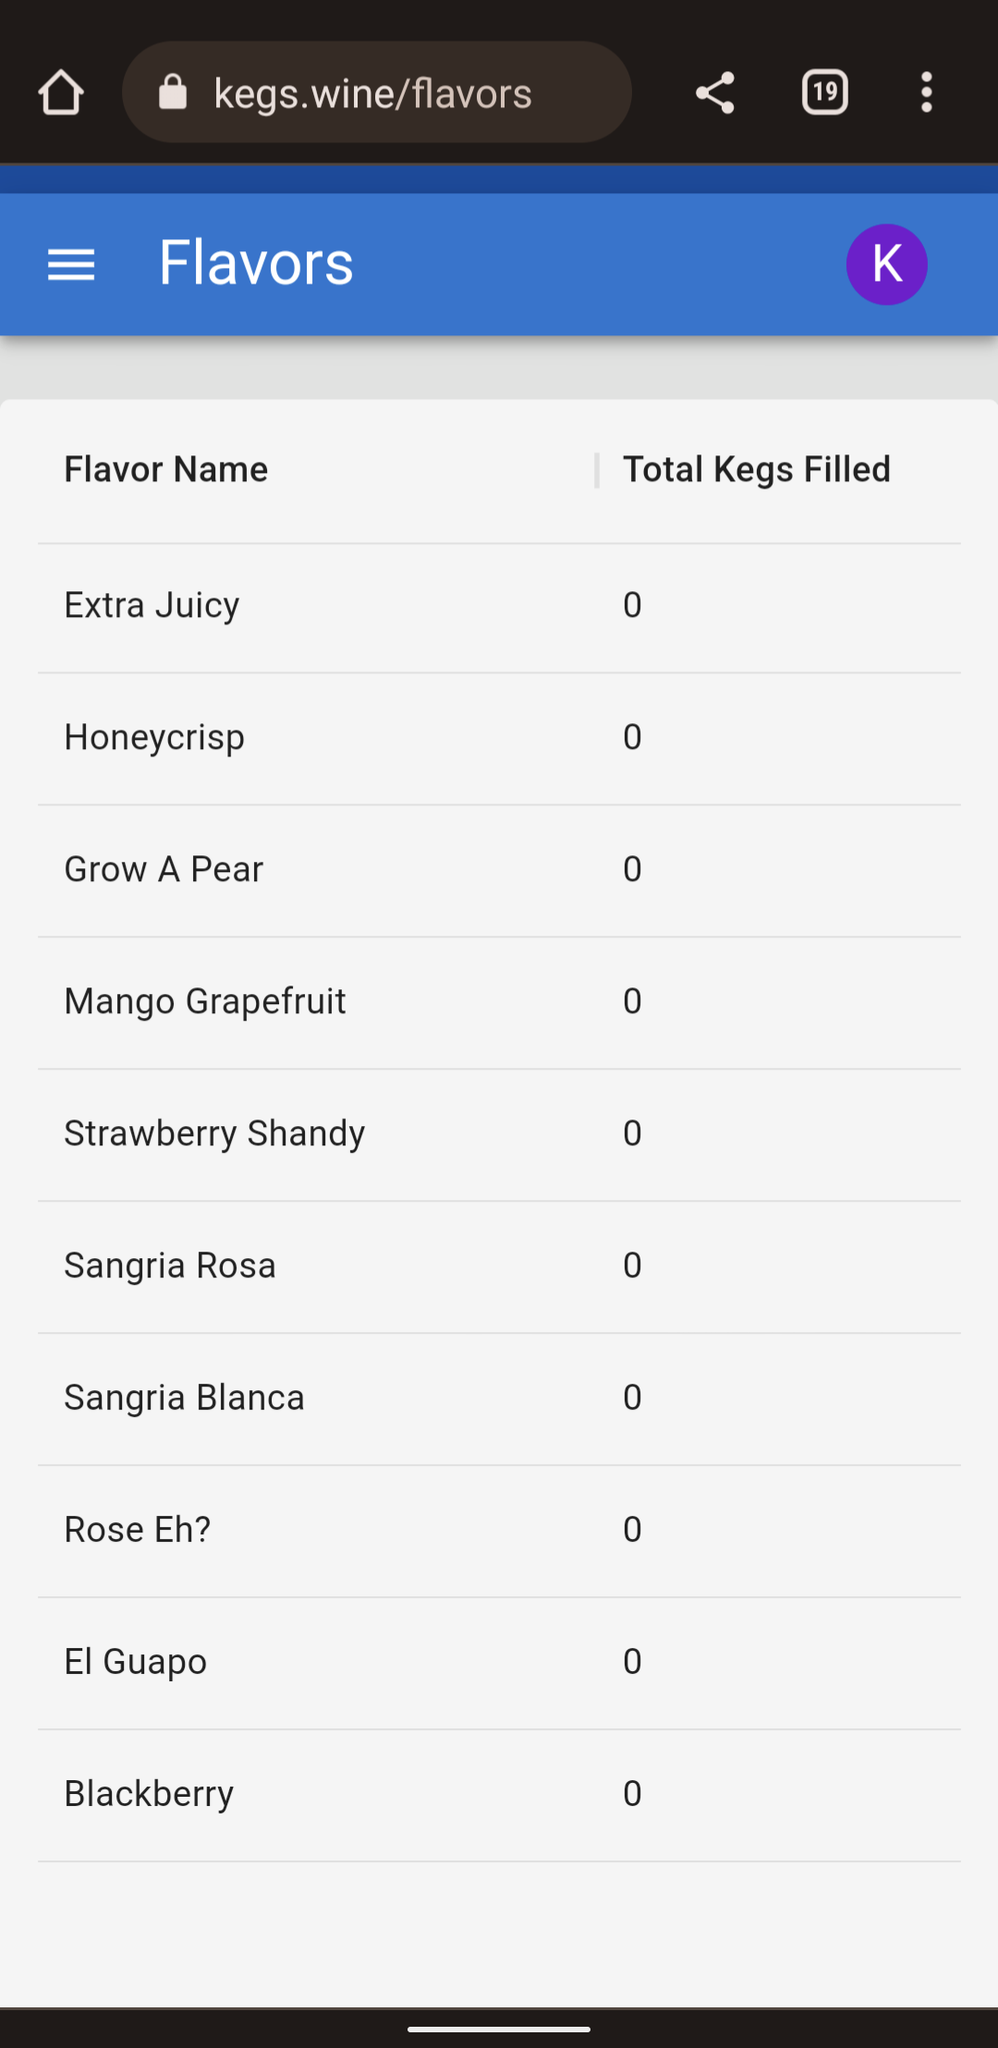 kegs.wine/flavors
19
Flavors
K
Flavor Name Total Kegs Filled
Extra Juicy 0
Honeycrisp 0
Grow A Pear 0
Mango Grapefruit 0
Strawberry Shandy 0
Sangria Rosa 0
Sangria Blanca 0
Rose Eh? 0
El Guapo 0
Blackberry 0